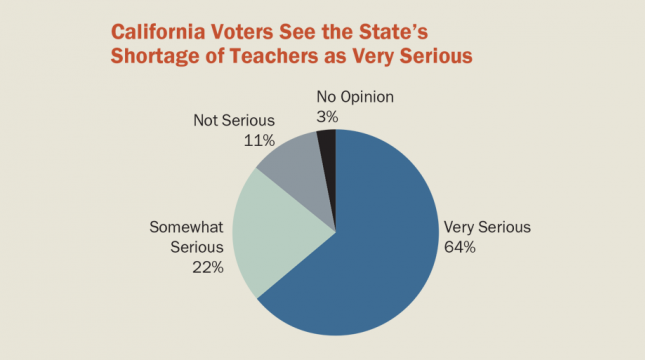 California Voters See the State's
Shortage of Teachers as Very Serious
No Opinion
3%
Not Serious
11%
Somewhat
Serious
22%
Very Serious
64%